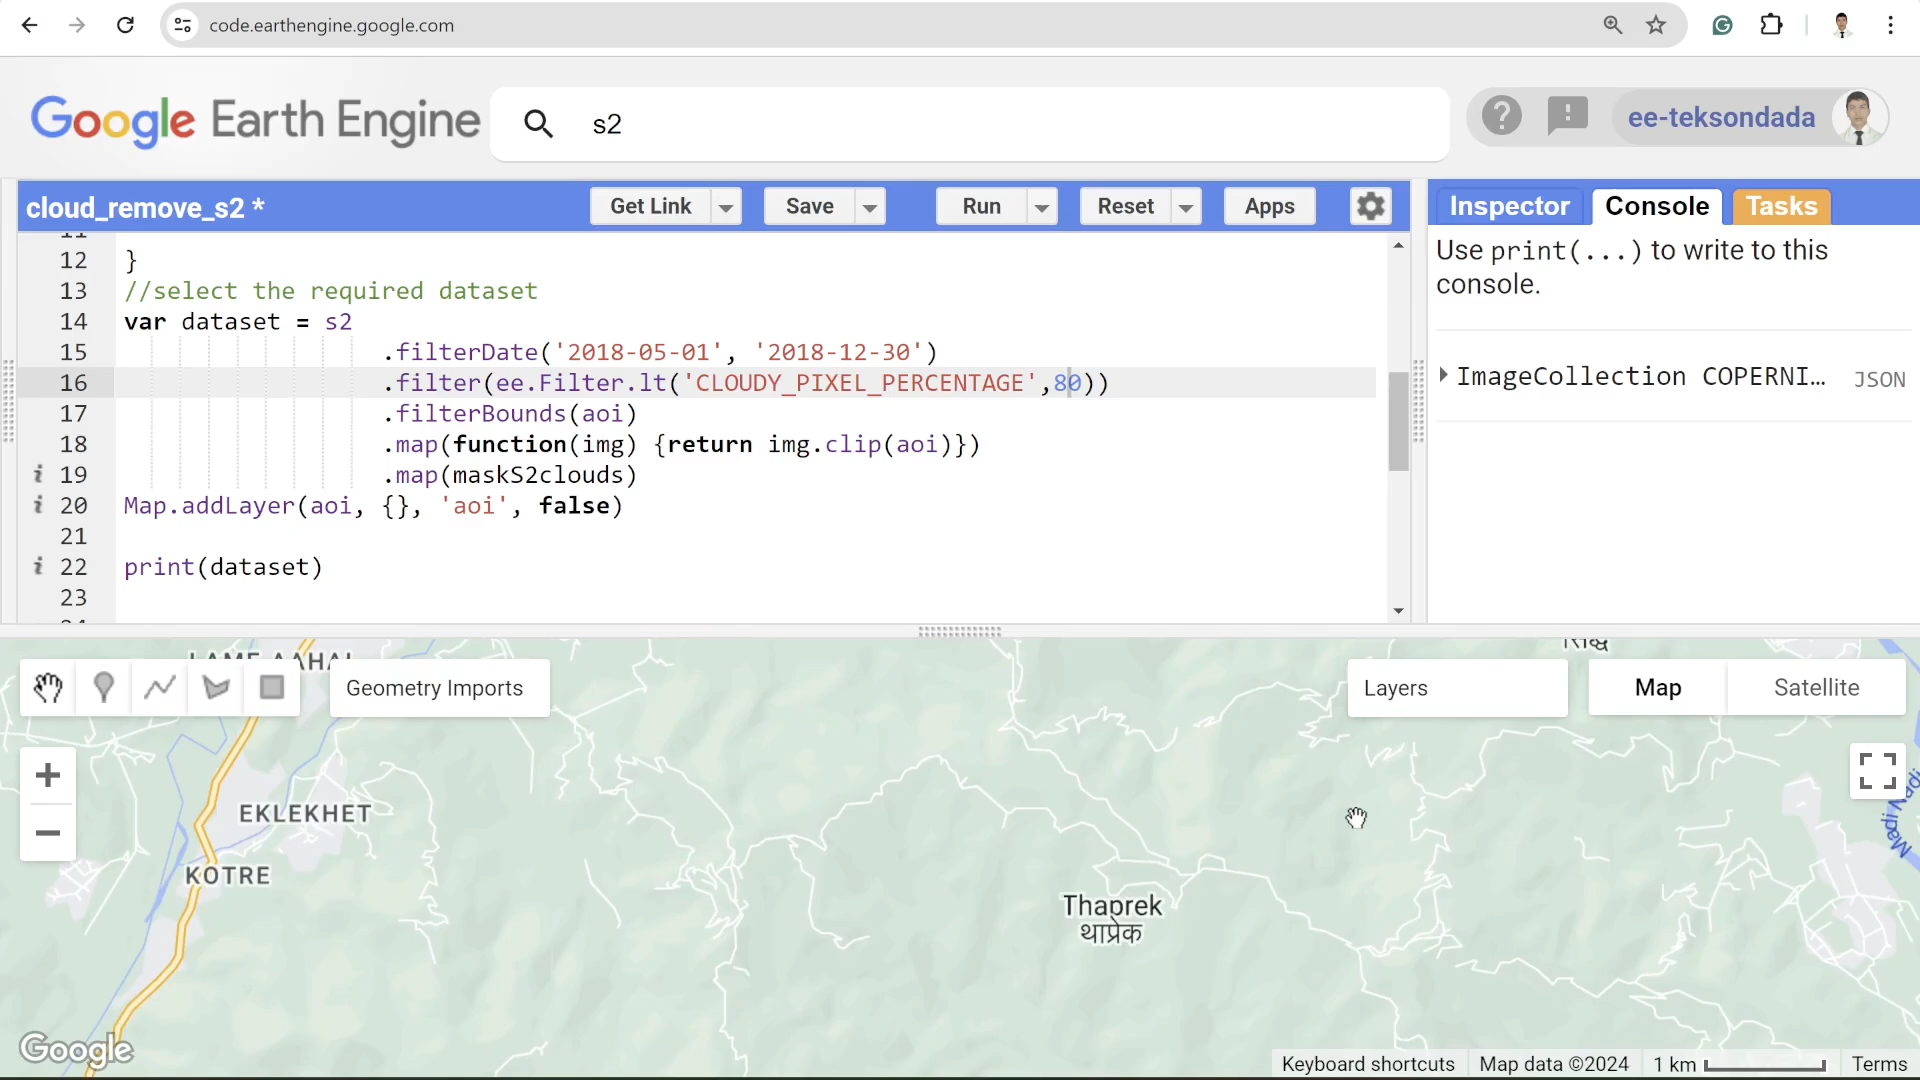 code.earthengine.google.com
Google Earth Engine
s2
ee-teksondada
cloud_remove_s2 *
Get Link
Save
Run
Reset
Apps
Inspector
Console
Tasks
12 }
13 //select the required dataset
14 var dataset = s2
15 .filterDate('2018-05-01', '2018-12-30')
16 .filter(ee.Filter.lt('CLOUDY_PIXEL_PERCENTAGE',80))
17 .filterBounds(aoi)
18 .map(function(img) {return img.clip(aoi)})
i 19 .map(maskS2clouds)
i 20 Map.addLayer(aoi, {}, 'aoi', false)
21
i 22 print(dataset)
23
Use print(...) to write to this
console.
ImageCollection COPERNI… JSON
Geometry Imports
Layers
Map
Satellite
EKLEKHET
KOTRE
Thaprek
थाप्रेक
Madi Nadi
Google
Keyboard shortcuts
Map data ©2024
1 km
Terms